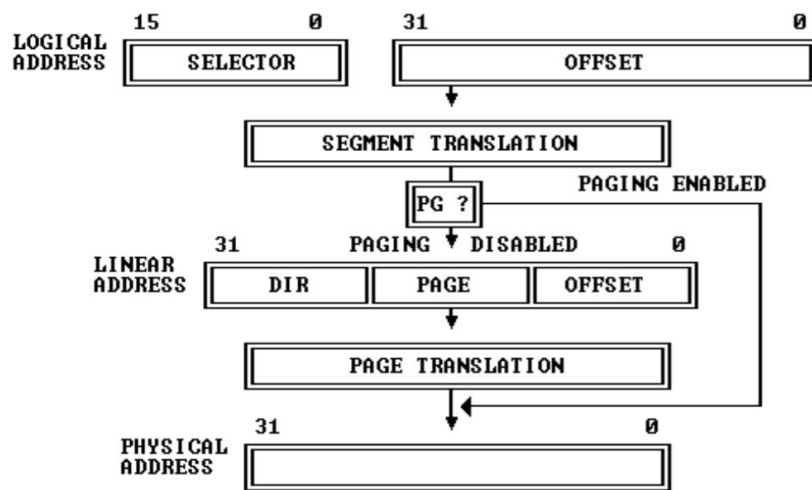 15 0 31 0
LOGICAL
ADDRESS
SELECTOR OFFSET
SEGMENT TRANSLATION
PAGING ENABLED
PG ?
31 PAGING DISABLED 0
LINEAR
ADDRESS
DIR PAGE OFFSET
PAGE TRANSLATION
31 0
PHYSICAL
ADDRESS